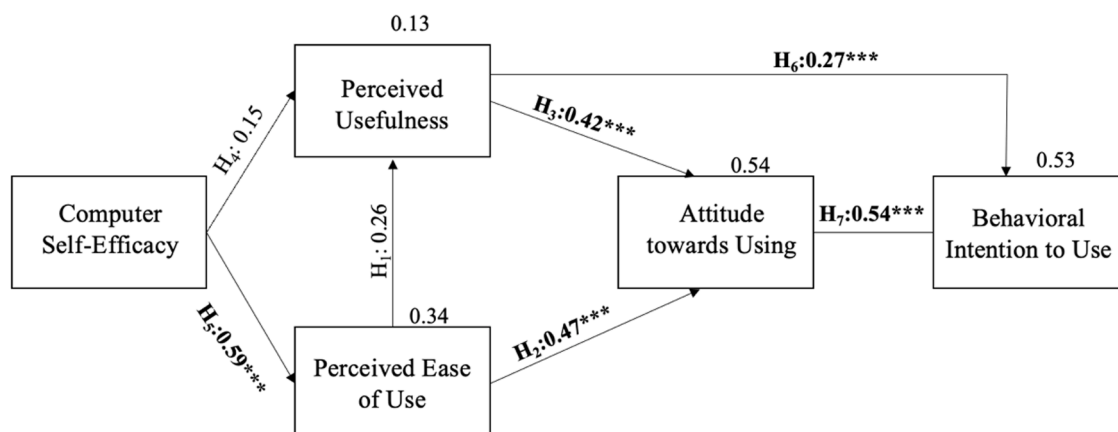 0.13
Perceived
Usefulness
H₆:0.27***
H₃:0.42***
H₄: 0.15
0.54
0.53
Computer
Self-Efficacy
H₁: 0.26
Attitude
towards Using
H₇:0.54***
Behavioral
Intention to Use
H₅:0.59***
0.34
Perceived Ease
of Use
H₂:0.47***